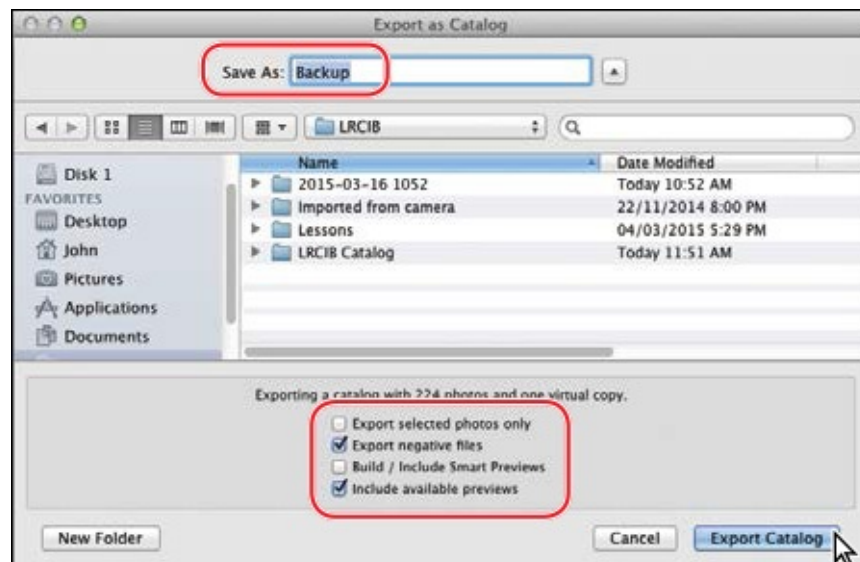 Export as Catalog
Save As: Backup
LRCIB
Name Date Modified
Disk 1
FAVORITES
Desktop
John
Pictures
Applications
Documents
2015-03-16 1052 Today 10:52 AM
Imported from camera 22/11/2014 8:00 PM
Lessons 04/03/2015 5:29 PM
LRCIB Catalog Today 11:51 AM
Exporting a catalog with 224 photos and one virtual copy.
Export selected photos only
Export negative files
Build / Include Smart Previews
Include available previews
New Folder Cancel Export Catalog